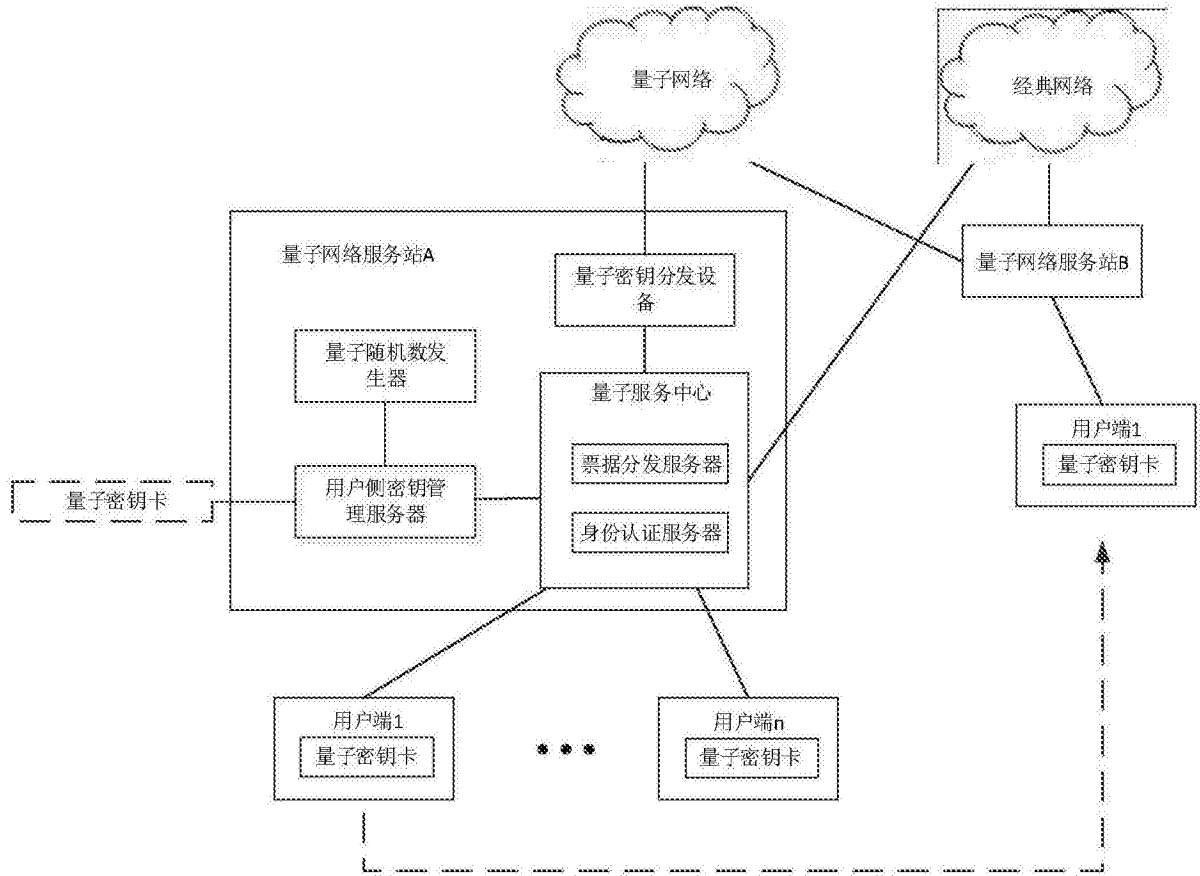 量子网络
经典网络
量子网络服务站A
量子密钥分发设
备
量子网络服务站B
量子随机数发
生器
量子服务中心
票据分发服务器
用户端1
量子密钥卡
量子密钥卡
用户侧密钥管
理服务器
身份认证服务器
用户端1
量子密钥卡
用户端n
量子密钥卡